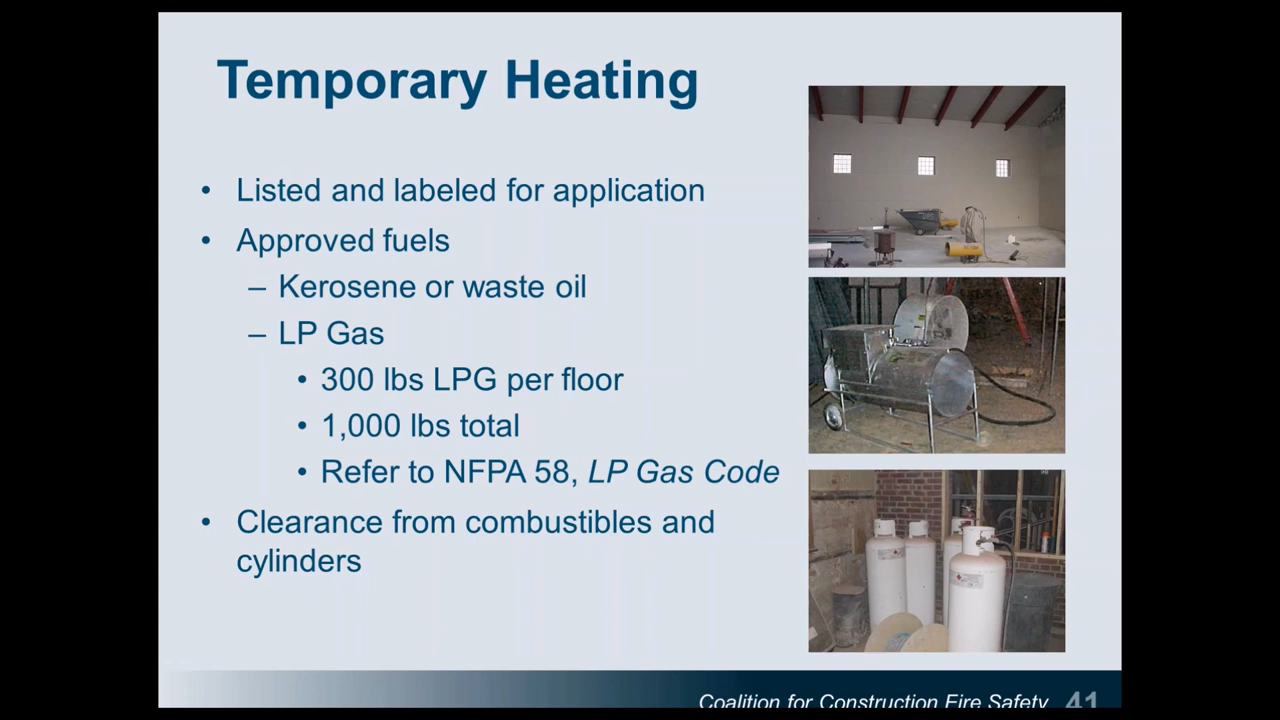 Temporary Heating
• Listed and labeled for application
• Approved fuels
– Kerosene or waste oil
– LP Gas
• 300 lbs LPG per floor
• 1,000 lbs total
• Refer to NFPA 58, LP Gas Code
• Clearance from combustibles and
cylinders
Coalition for Construction Fire Safety 41